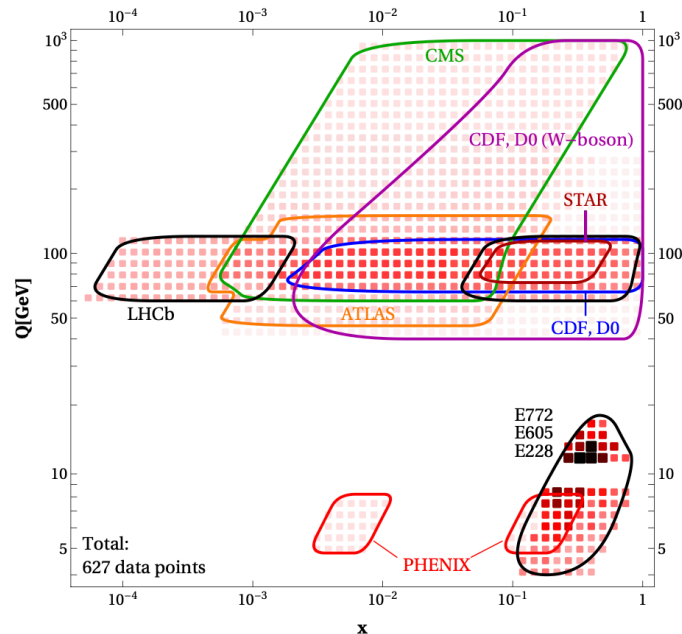 10⁻⁴ 10⁻³ 10⁻² 10⁻¹ 1
10³ 10³
CMS
500 500
CDF, D0 (W-boson)
STAR
100 100
LHCb
ATLAS
CDF, D0
50 50
Q[GeV]
E772
E605
E228
10 10
5 5
PHENIX
Total:
627 data points
10⁻⁴ 10⁻³ 10⁻² 10⁻¹ 1
x